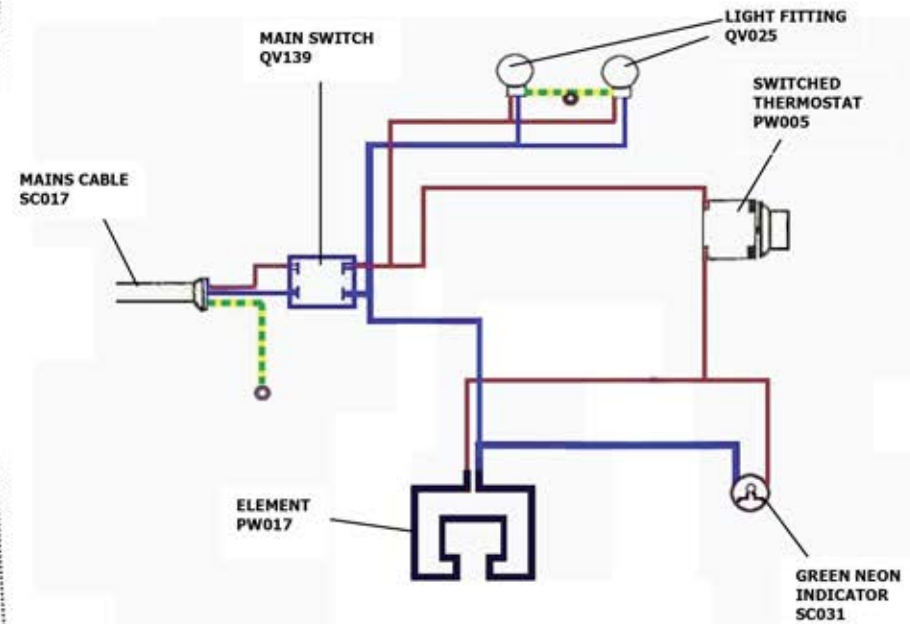 LIGHT FITTING
QV025
MAIN SWITCH
QV139
SWITCHED
THERMOSTAT
PW005
MAINS CABLE
SC017
ELEMENT
PW017
GREEN NEON
INDICATOR
SC031